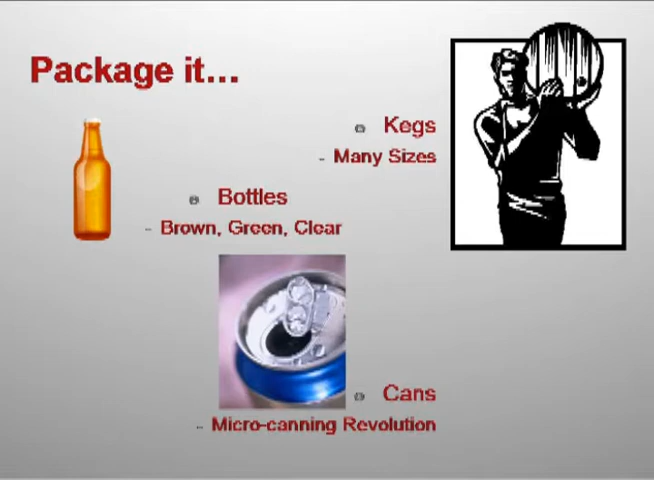 Package it...
Kegs
- Many Sizes
Bottles
- Brown, Green, Clear
Cans
- Micro-canning Revolution